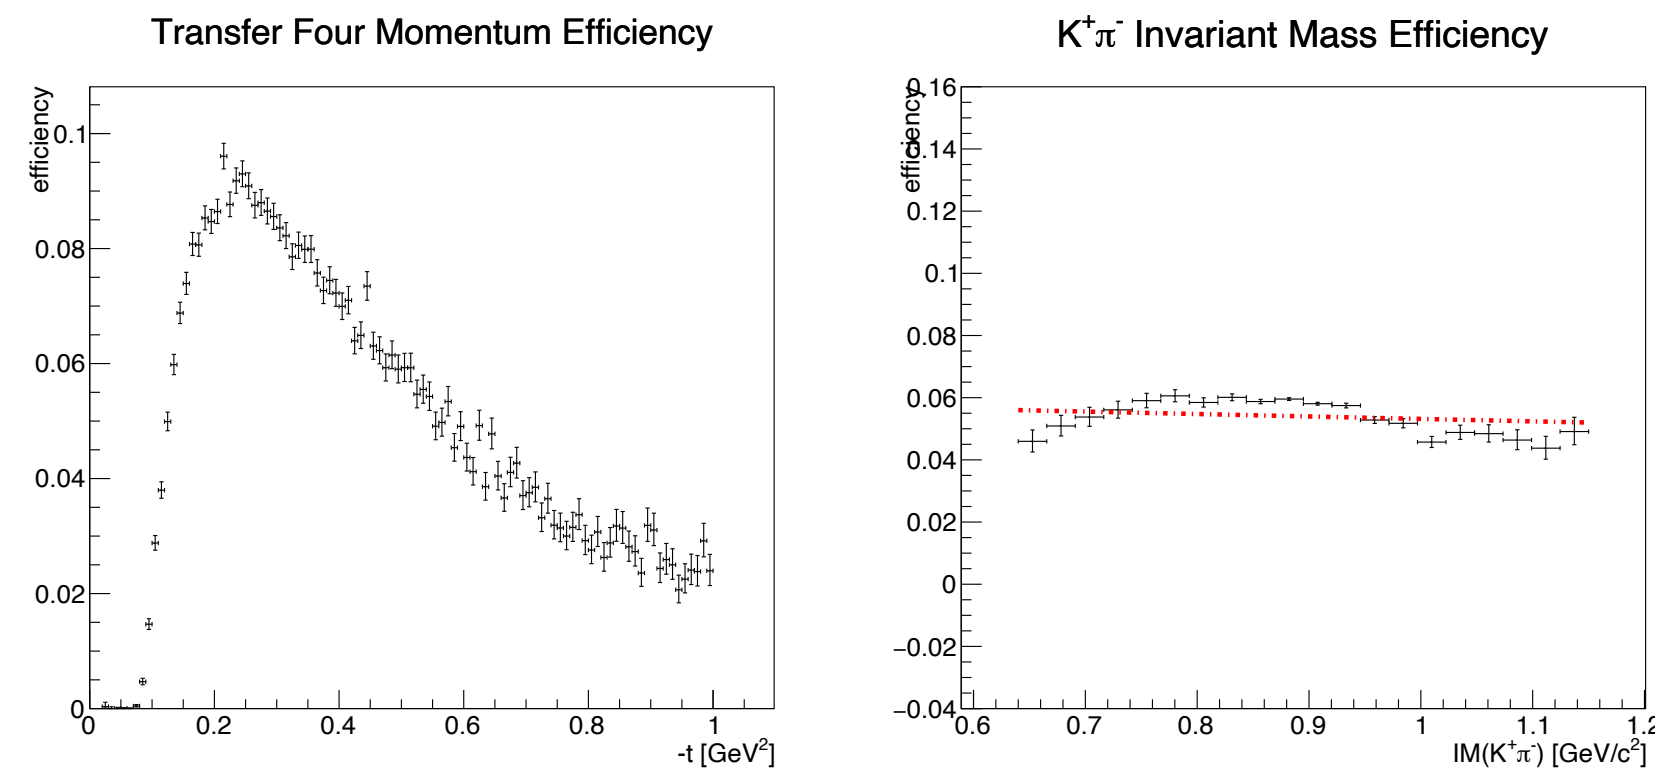 Transfer Four Momentum Efficiency
efficiency
0.1
0.08
0.06
0.04
0.02
0
0 0.2 0.4 0.6 0.8 1
-t [GeV²]
K⁺π⁻ Invariant Mass Efficiency
efficiency
0.16
0.14
0.12
0.1
0.08
0.06
0.04
0.02
0
−0.02
−0.04
0.6 0.7 0.8 0.9 1 1.1 1.2
IM(K⁺π⁻) [GeV/c²]